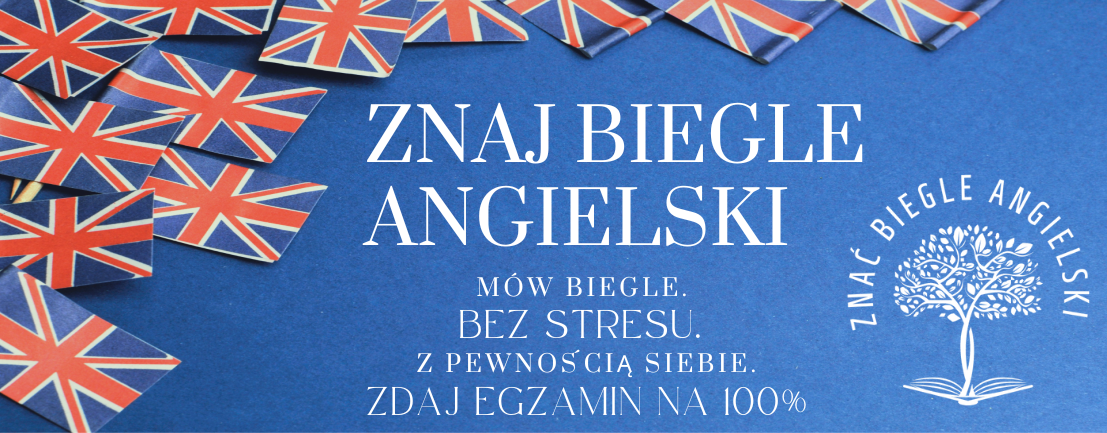 ZNAJ BIEGLE
ANGIELSKI
MÓW BIEGLE.
BEZ STRESU.
Z PEWNOŚCIĄ SIEBIE.
ZDAJ EGZAMIN NA 100%
ZNAĆ BIEGLE ANGIELSKI